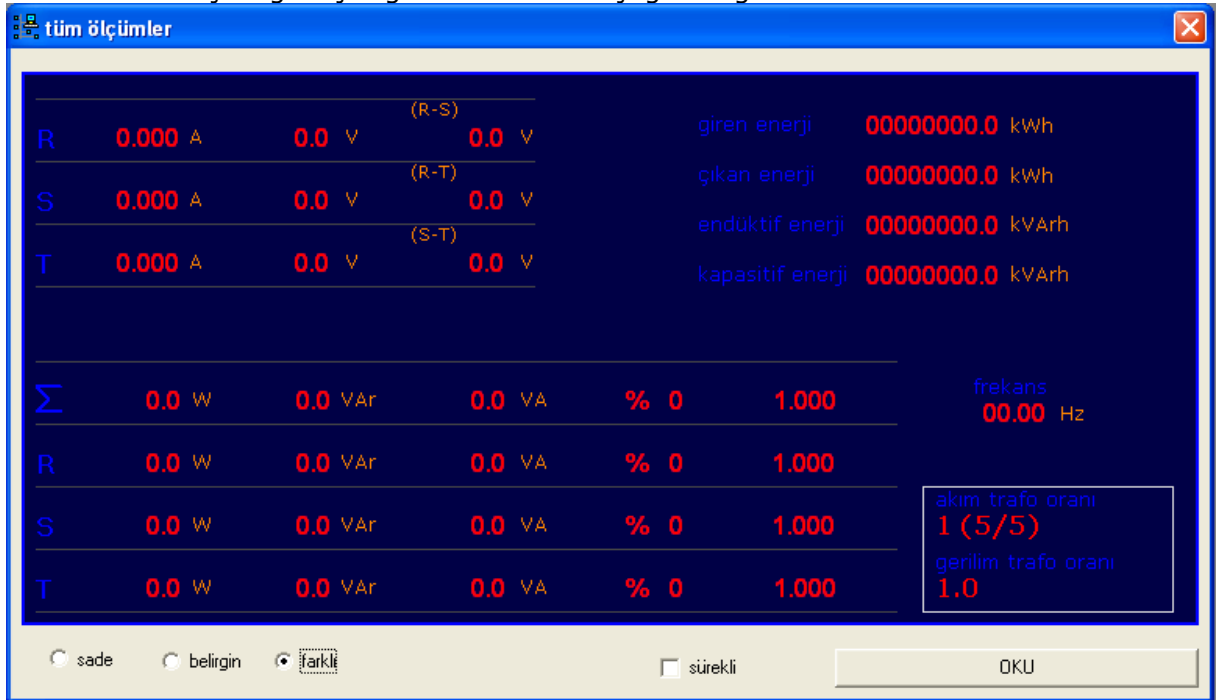 tüm ölçümler
(R-S)
R 0.000 A 0.0 V 0.0 V
giren enerji 00000000.0 kWh
(R-T)
çıkan enerji 00000000.0 kWh
S 0.000 A 0.0 V 0.0 V
endüktif enerji 00000000.0 kVArh
(S-T)
T 0.000 A 0.0 V 0.0 V
kapasitif enerji 00000000.0 kVArh
Σ 0.0 W 0.0 VAr 0.0 VA % 0 1.000
frekans
00.00 Hz
R 0.0 W 0.0 VAr 0.0 VA % 0 1.000
akım trafo oranı
S 0.0 W 0.0 VAr 0.0 VA % 0 1.000
1 (5/5)
gerilim trafo oranı
T 0.0 W 0.0 VAr 0.0 VA % 0 1.000
1.0
sade belirgin farklı sürekli OKU